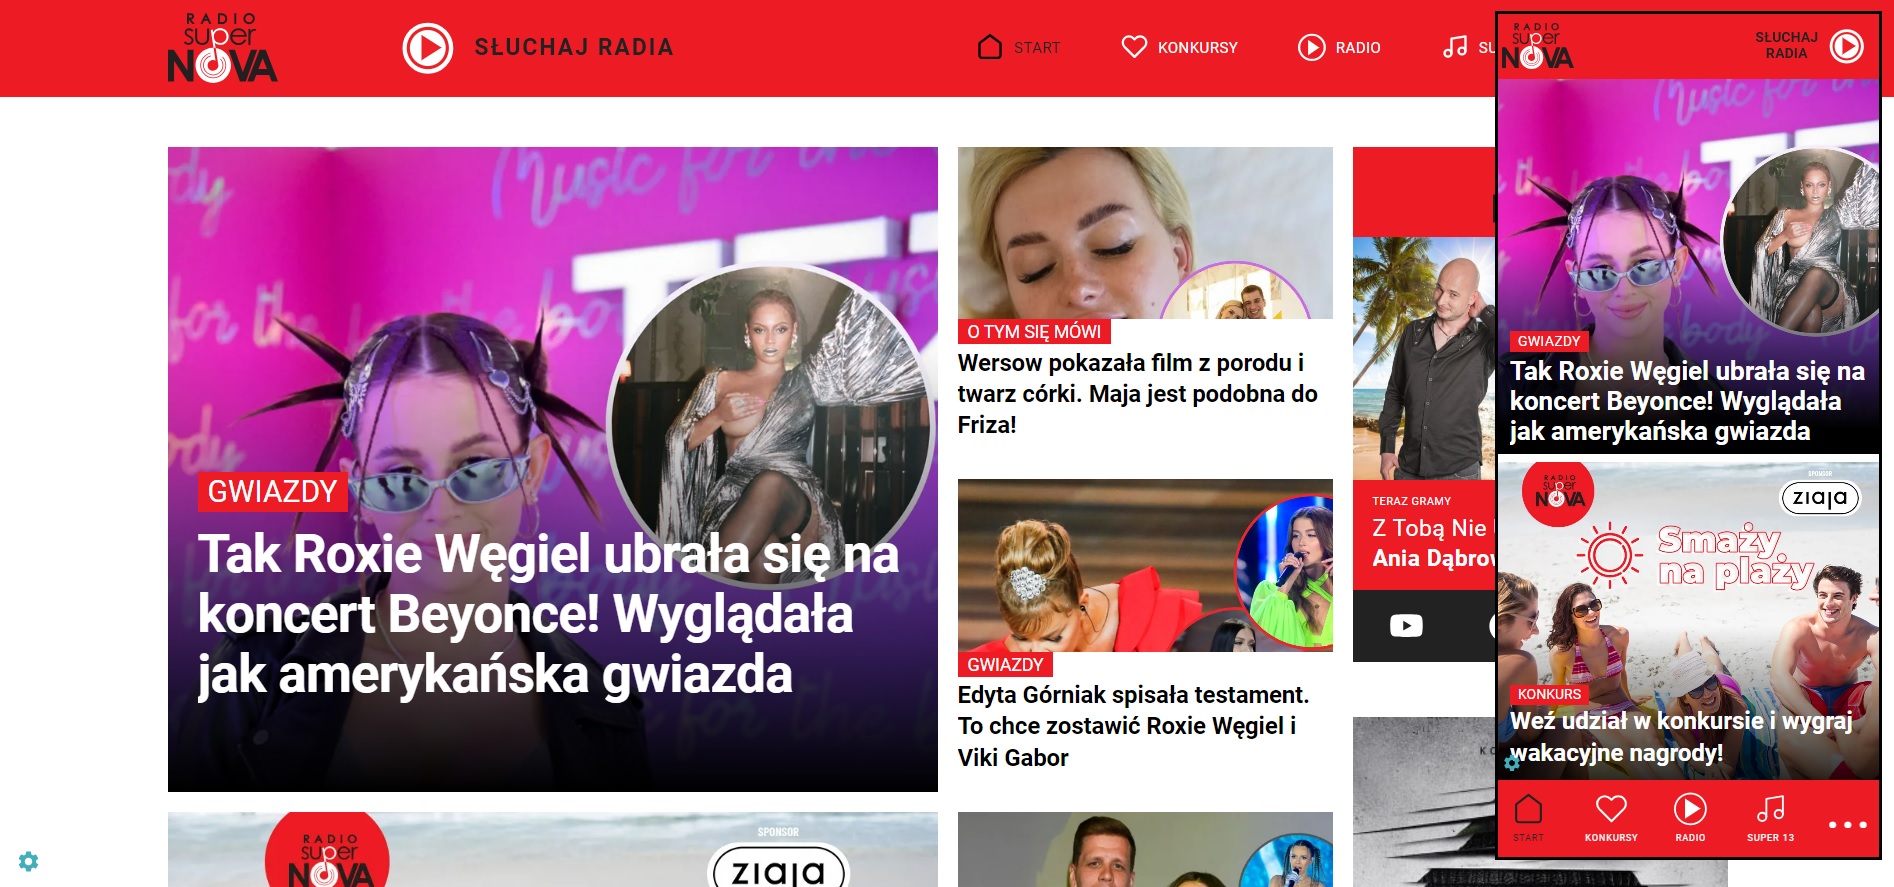 RADIO
super
NOVA
SŁUCHAJ RADIA
START
KONKURSY
RADIO
GWIAZDY
Tak Roxie Węgiel ubrała się na
koncert Beyonce! Wyglądała
jak amerykańska gwiazda
O TYM SIĘ MÓWI
Wersow pokazała film z porodu i
twarz córki. Maja jest podobna do
Friza!
GWIAZDY
Edyta Górniak spisała testament.
To chce zostawić Roxie Węgiel i
Viki Gabor
TERAZ GRAMY
Z Tobą Nie
Ania
RADIO
super
NOVA
SPONSOR
ziaja
RADIO
super
NOVA
SŁUCHAJ
RADIA
Music for the
GWIAZDY
Tak Roxie Węgiel ubrała się na
koncert Beyonce! Wyglądała
jak amerykańska gwiazda
RADIO
super
NOVA
SPONSOR
ziaja
Smaży
na plaży
KONKURS
Weź udział w konkursie i wygraj
wakacyjne nagrody!
START
KONKURSY
RADIO
SUPER 13